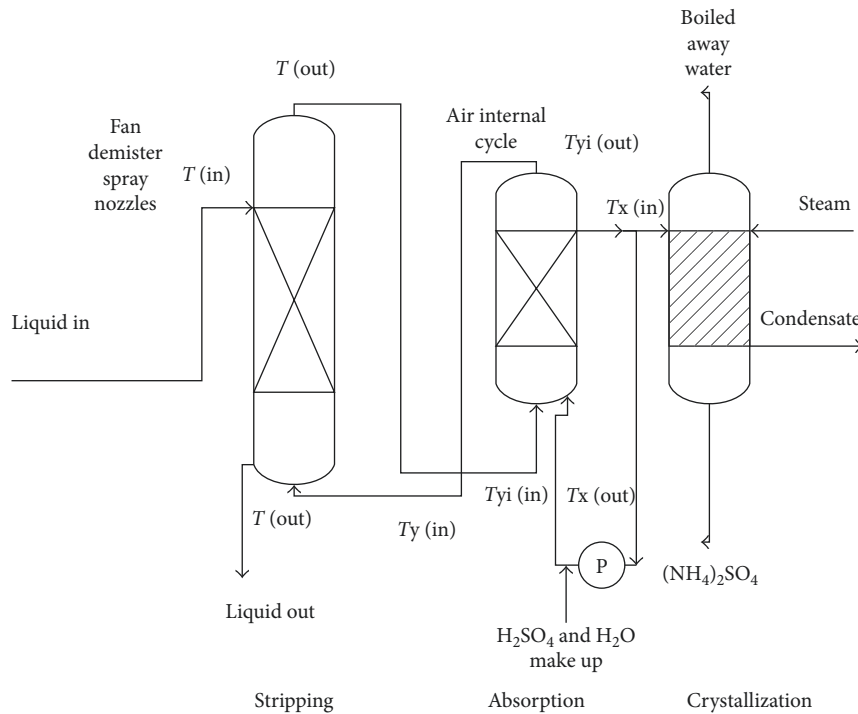 Boiled
away
water
T (out)
Fan
demister
spray
nozzles
T (in)
Air internal
cycle
Tyi (out)
Tx (in)
Steam
Liquid in
Condensate
T (out)
Ty (in)
Tyi (in)
Tx (out)
P
(NH₄)₂SO₄
Liquid out
H₂SO₄ and H₂O
make up
Stripping
Absorption
Crystallization